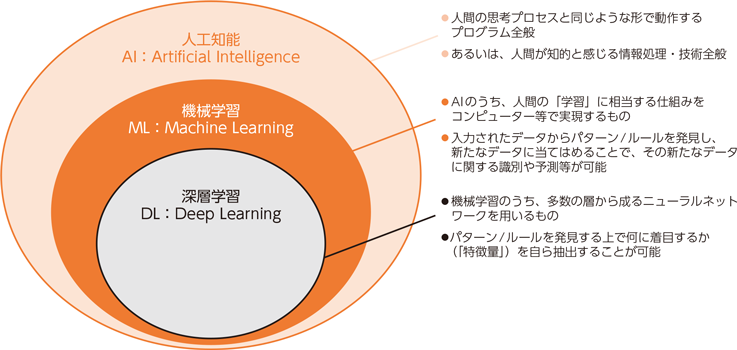 人工知能
AI：Artificial Intelligence
機械学習
ML：Machine Learning
深層学習
DL：Deep Learning
●人間の思考プロセスと同じような形で動作する
プログラム全般
●あるいは、人間が知的と感じる情報処理・技術全般
●AIのうち、人間の「学習」に相当する仕組みを
コンピューター等で実現するもの
●入力されたデータからパターン/ルールを発見し、
新たなデータに当てはめることで、その新たなデータ
に関する識別や予測等が可能
●機械学習のうち、多数の層から成るニューラルネット
ワークを用いるもの
●パターン/ルールを発見する上で何に着目するか
（「特徴量」）を自ら抽出することが可能